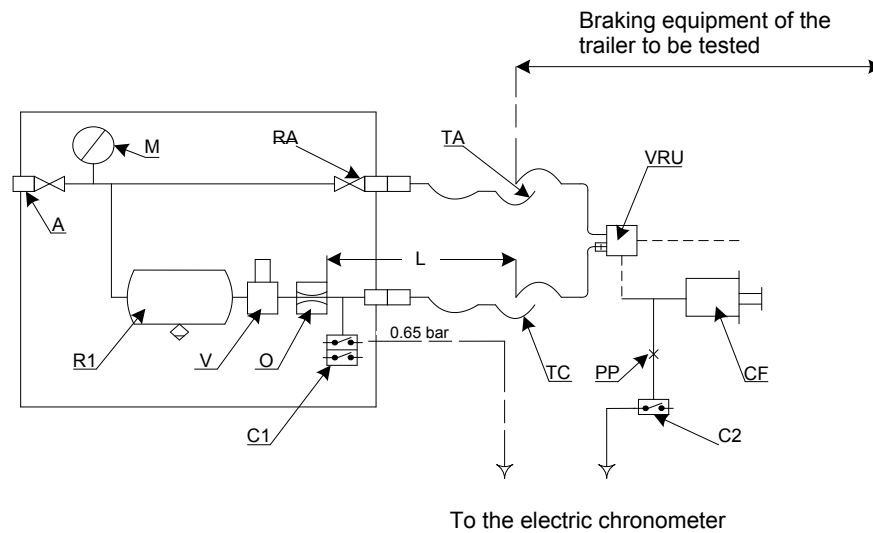 Braking equipment of the
trailer to be tested
M
RA
TA
VRU
A
L
0.65 bar
R1
V
O
TC
PP
CF
C1
C2
To the electric chronometer